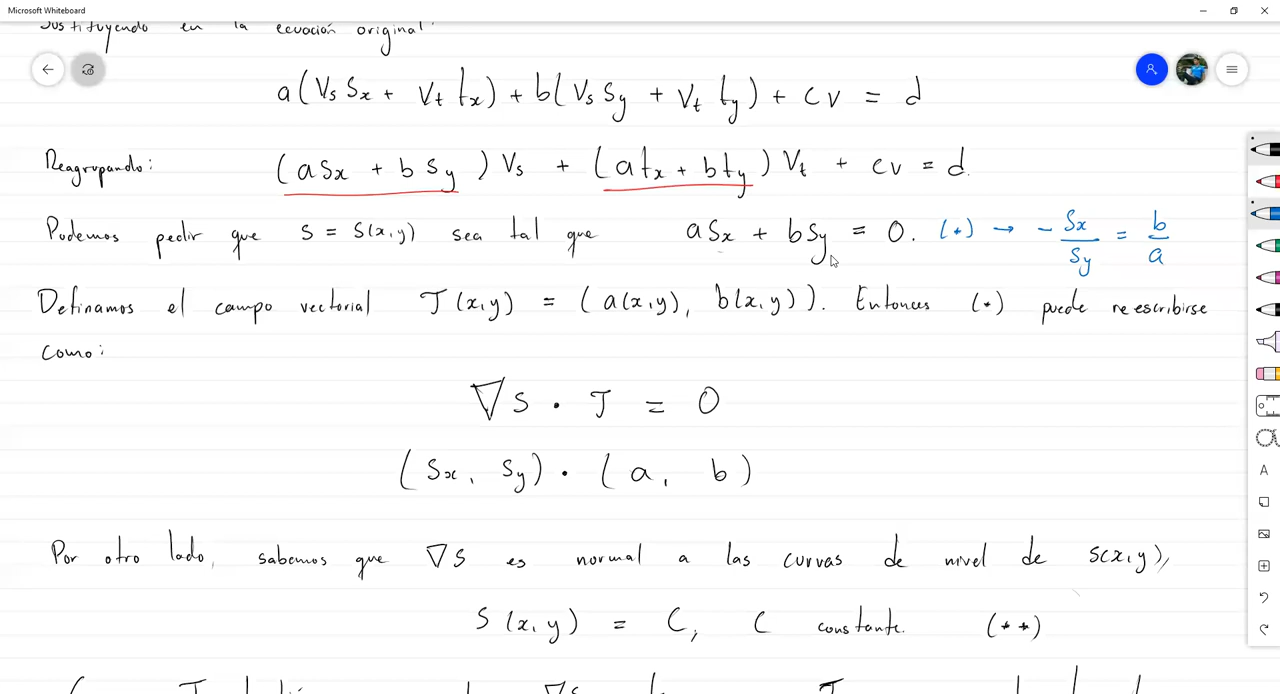 Microsoft Whiteboard
Sustituyendo en la ecuación original:
a(Vs Sx + Vt tx) + b(Vs Sy + Vt ty) + cv = d
Reagrupando: (aSx + bSy) Vs + (atx + bty) Vt + cv = d.
Podemos pedir que S = S(x,y) sea tal que aSx + bSy = 0. (*) → - Sx/Sy = b/a
Definamos el campo vectorial T(x,y) = (a(x,y), b(x,y)). Entonces (*) puede reescribirse
como:
∇S · T = 0
(Sx, Sy) · (a, b)
Por otro lado, sabemos que ∇S es normal a las curvas de nivel de S(x,y),
S(x,y) = C, C constante. (**)